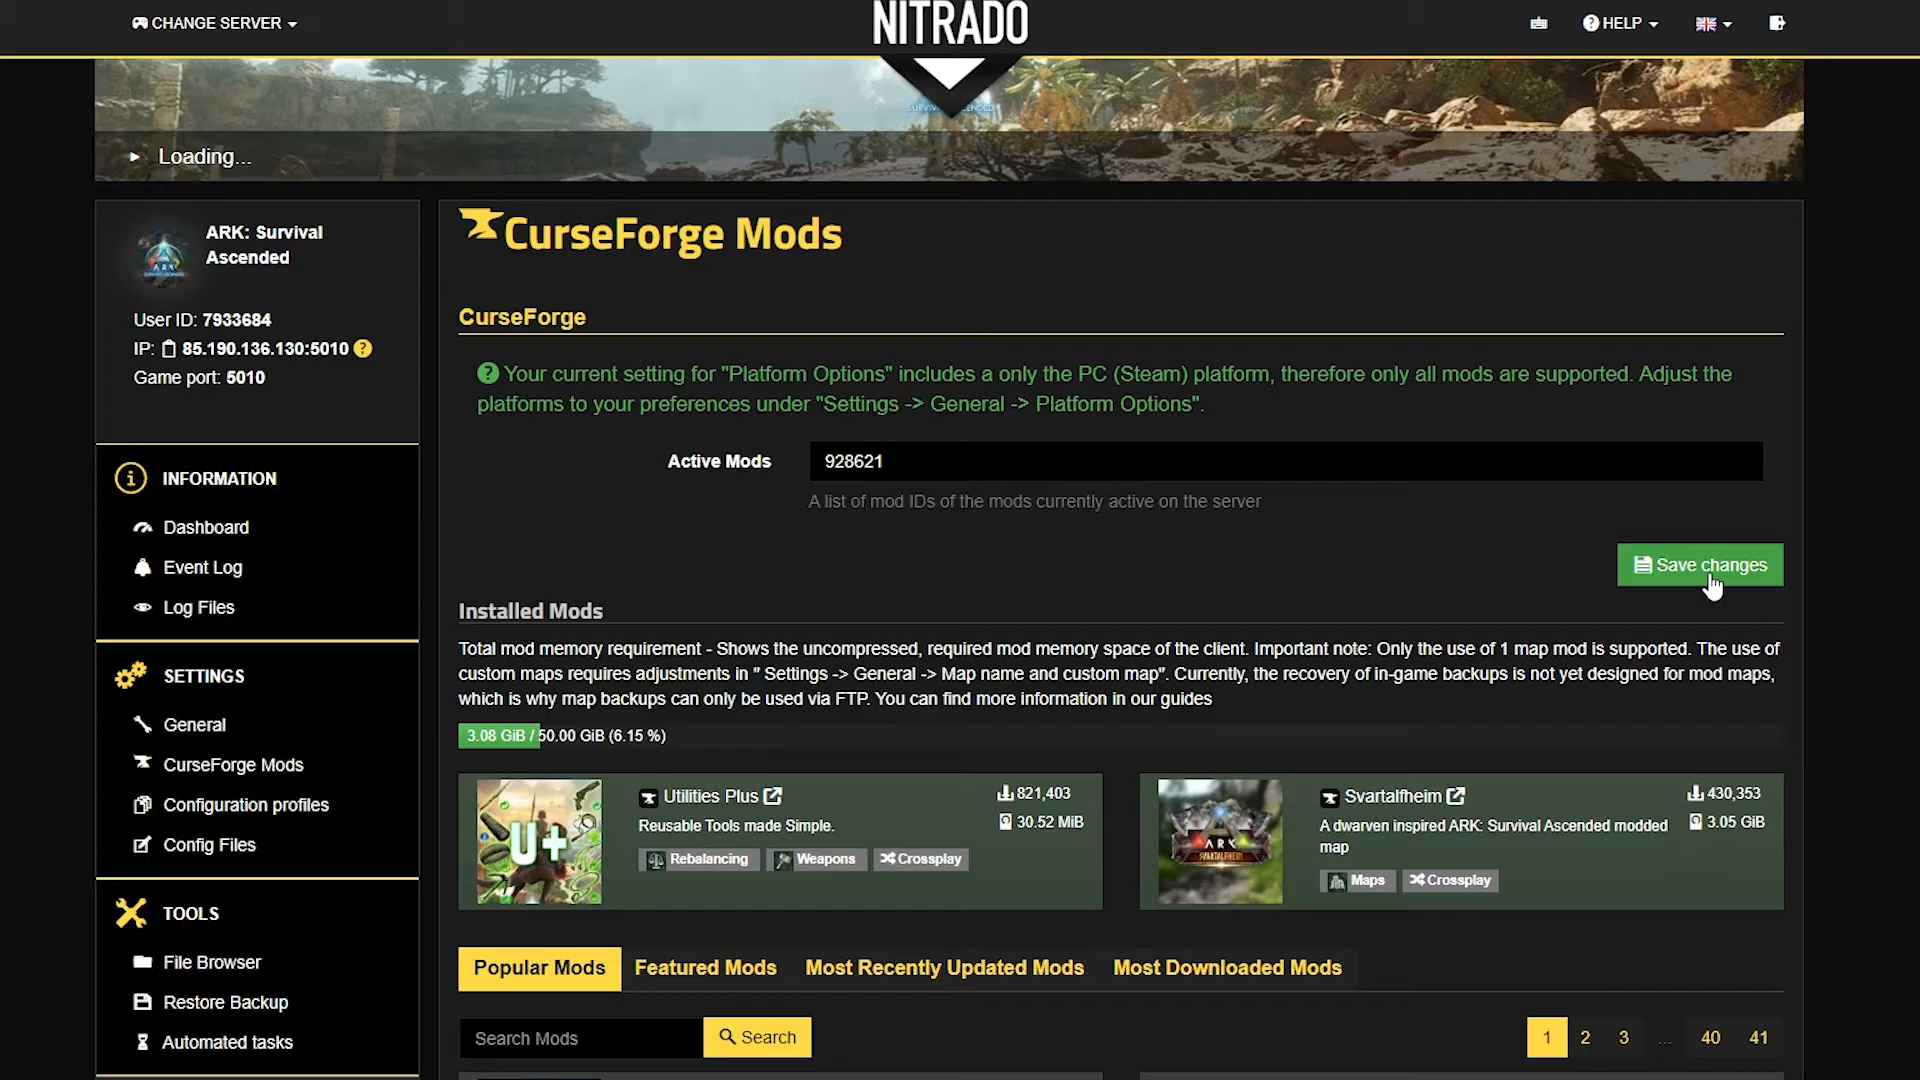 CHANGE SERVER
NITRADO
HELP
Loading...
ARK: Survival
Ascended
User ID: 7933684
IP: 85.190.136.130:5010 ?
Game port: 5010
INFORMATION
Dashboard
Event Log
Log Files
SETTINGS
General
CurseForge Mods
Configuration profiles
Config Files
TOOLS
File Browser
Restore Backup
Automated tasks
CurseForge Mods
CurseForge
Your current setting for "Platform Options" includes a only the PC (Steam) platform, therefore only all mods are supported. Adjust the
platforms to your preferences under "Settings -> General -> Platform Options".
Active Mods
928621
A list of mod IDs of the mods currently active on the server
Save changes
Installed Mods
Total mod memory requirement - Shows the uncompressed, required mod memory space of the client. Important note: Only the use of 1 map mod is supported. The use of
custom maps requires adjustments in " Settings -> General -> Map name and custom map". Currently, the recovery of in-game backups is not yet designed for mod maps,
which is why map backups can only be used via FTP. You can find more information in our guides
3.08 GiB / 50.00 GiB (6.15 %)
U+
Utilities Plus
821,403
Reusable Tools made Simple.
30.52 MiB
Rebalancing
Weapons
Crossplay
ARK
SVARTALFHEIM
Svartalfheim
430,353
A dwarven inspired ARK: Survival Ascended modded
map
3.05 GiB
Maps
Crossplay
Popular Mods
Featured Mods
Most Recently Updated Mods
Most Downloaded Mods
Search Mods
Search
1 2 3 ... 40 41